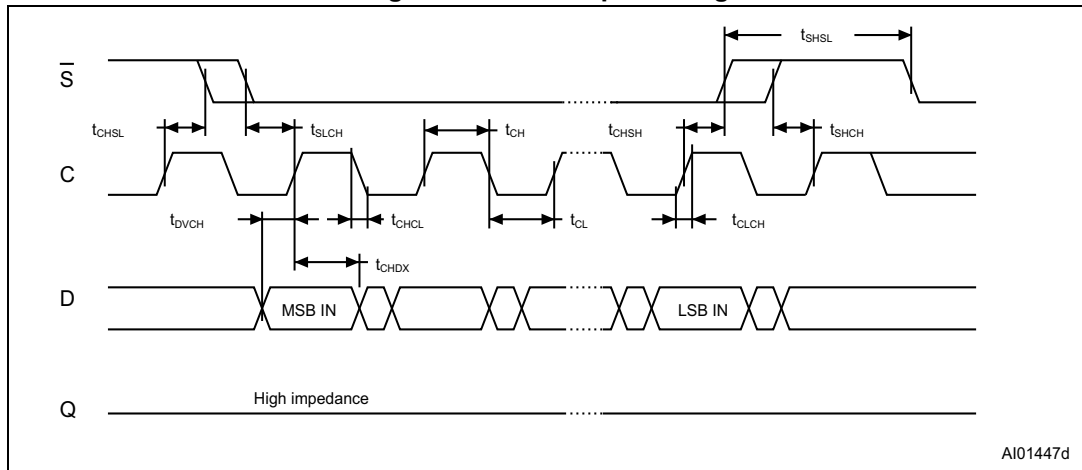 S
tSHSL
tCHSL
tSLCH
tCH
tCHSH
tSHCH
C
tDVCH
tCHCL
tCL
tCLCH
tCHDX
D
MSB IN
LSB IN
High impedance
Q
AI01447d